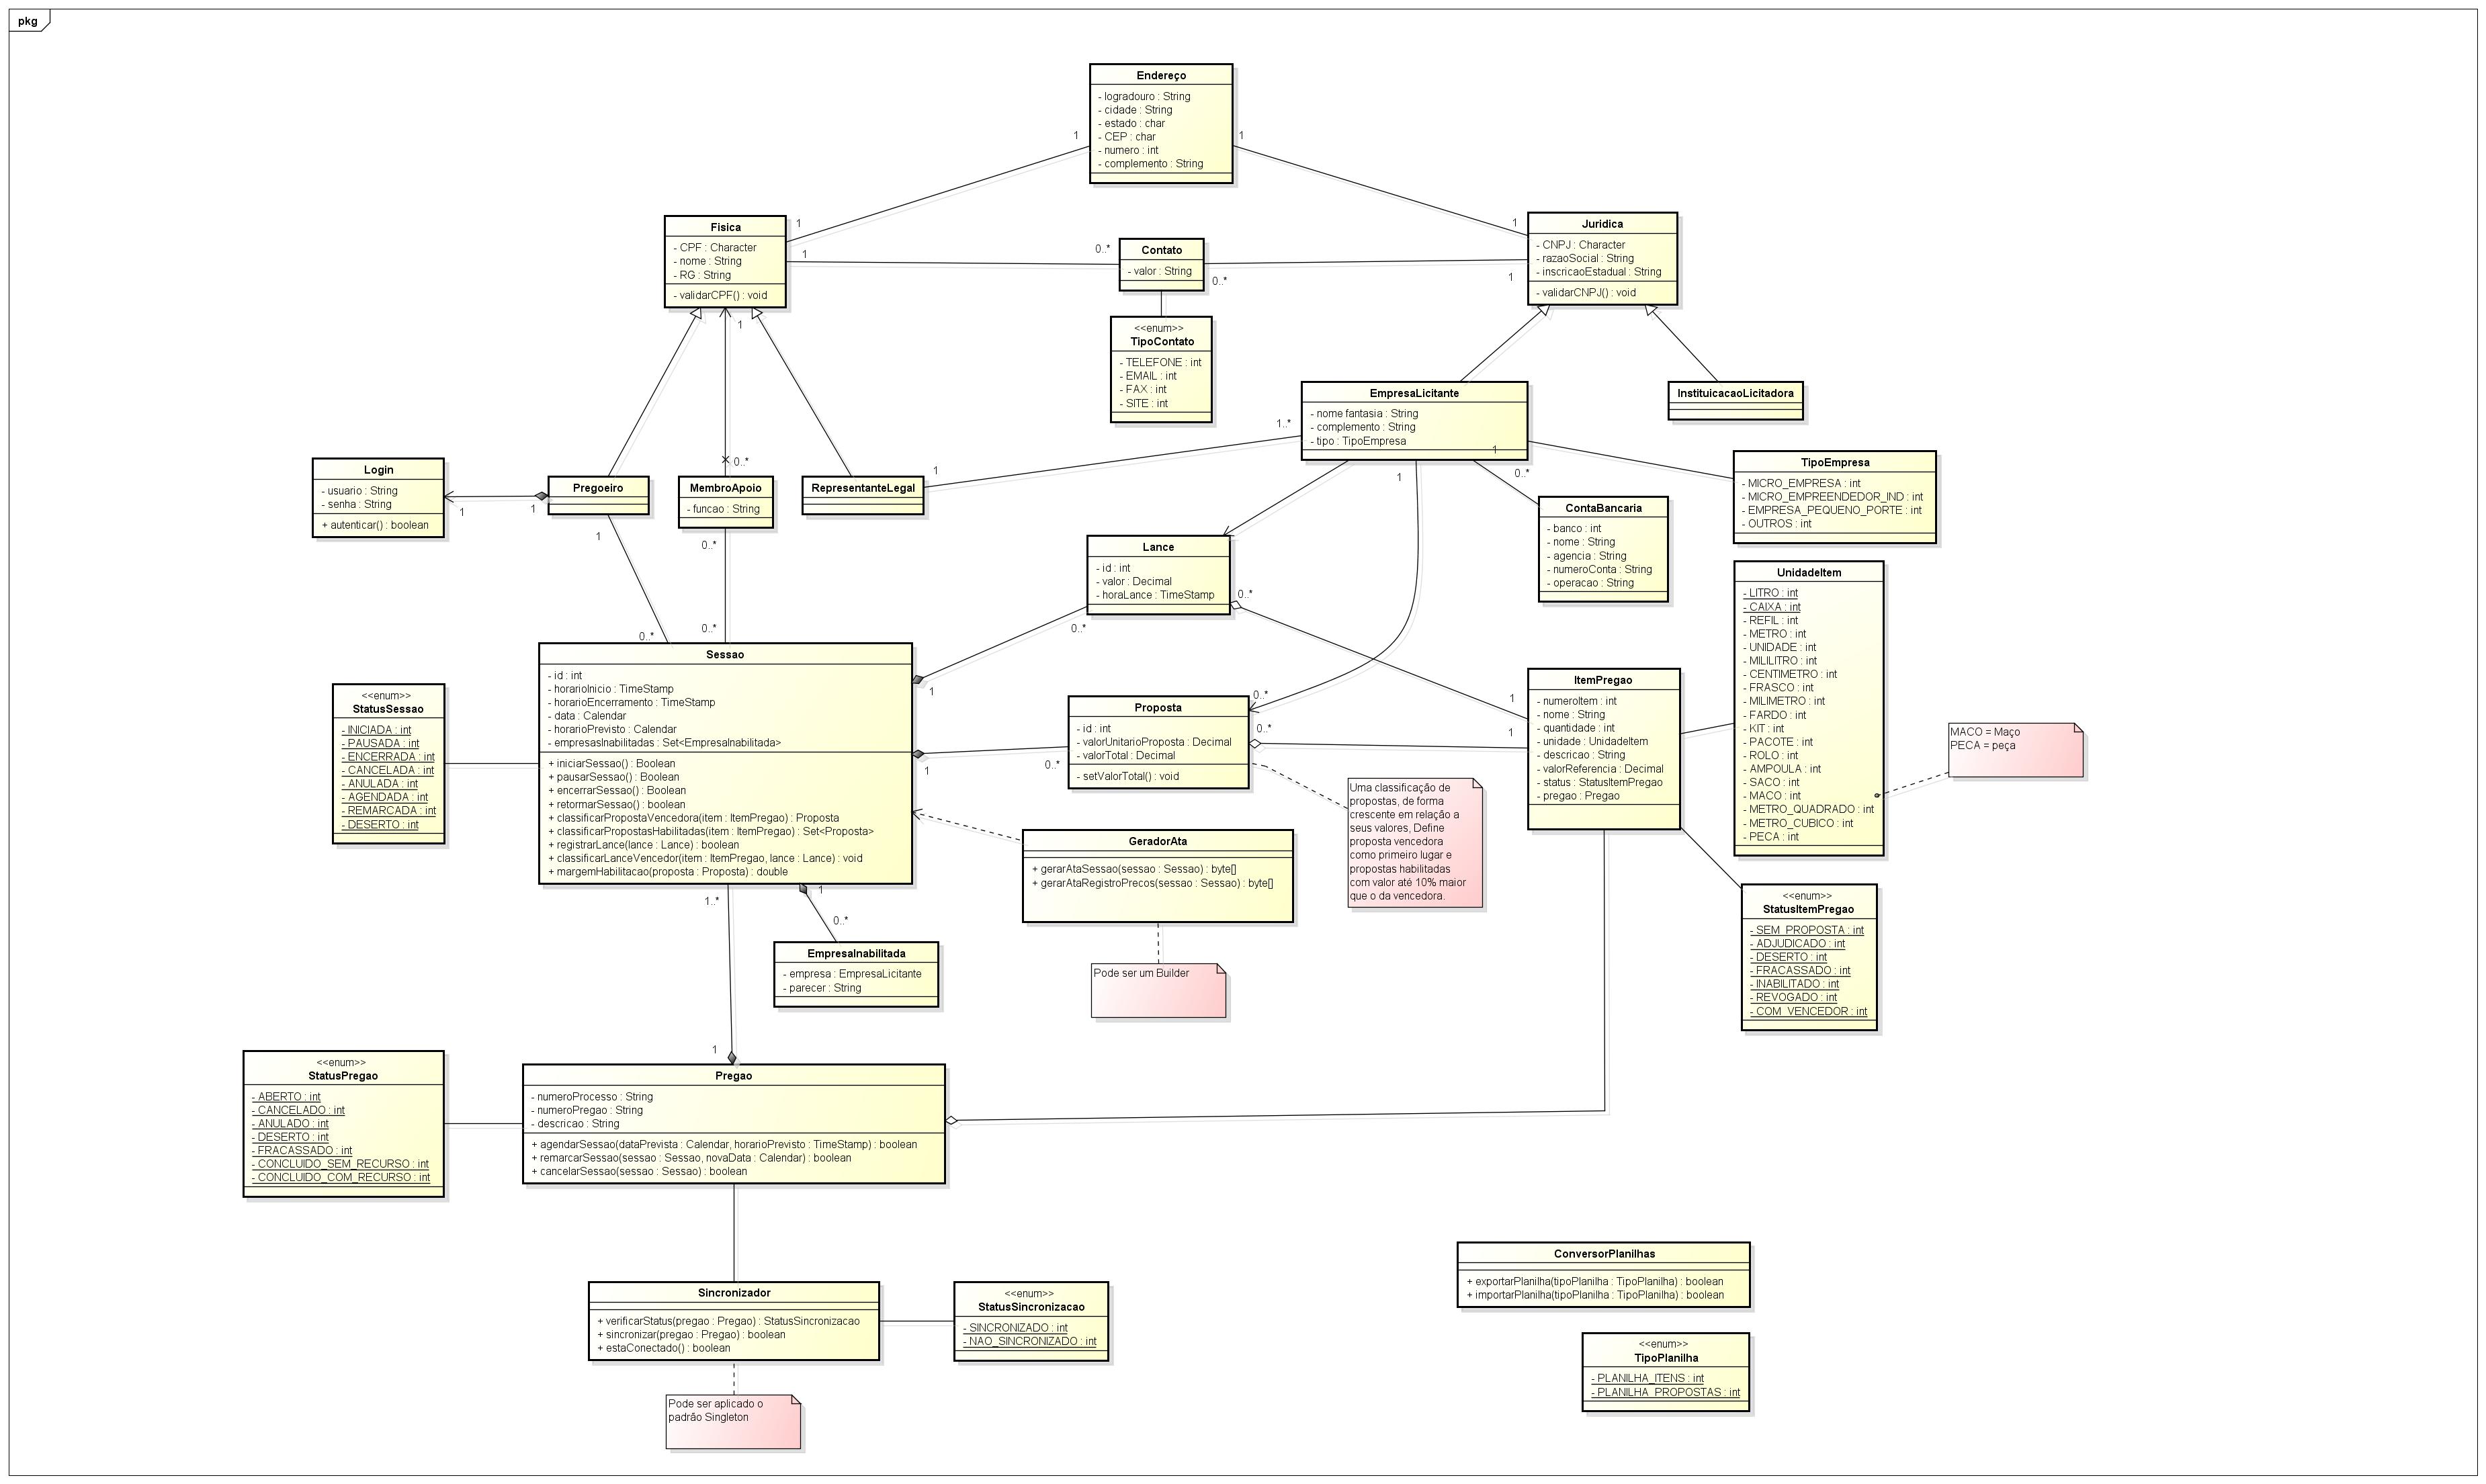 pkg
Endereço
- logradouro : String
- cidade : String
- estado : char
- CEP : char
- numero : int
- complemento : String
1
1
1
1
Fisica
- CPF : Character
- nome : String
- RG : String
- validarCPF() : void
1
0..*
Contato
- valor : String
0..*
1
Juridica
- CNPJ : Character
- razaoSocial : String
- inscricaoEstadual : String
- validarCNPJ() : void
<<enum>>
TipoContato
- TELEFONE : int
- EMAIL : int
- FAX : int
- SITE : int
1
0..*
EmpresaLicitante
- nome fantasia : String
- complemento : String
- tipo : TipoEmpresa
1
InstituicacaoLicitadora
1..*
1
Login
- usuario : String
- senha : String
+ autenticar() : boolean
1
1
Pregoeiro
MembroApoio
- funcao : String
RepresentanteLegal
1
0..*
ContaBancaria
- banco : int
- nome : String
- agencia : String
- numeroConta : String
- operacao : String
TipoEmpresa
- MICRO_EMPRESA : int
- MICRO_EMPREENDEDOR_IND : int
- EMPRESA_PEQUENO_PORTE : int
- OUTROS : int
1
0..*
0..*
0..*
Lance
- id : int
- valor : Decimal
- horaLance : TimeStamp
0..*
0..*
1
1
UnidadeItem
- LITRO : int
- CAIXA : int
- REFIL : int
- METRO : int
- UNIDADE : int
- MILILITRO : int
- CENTIMETRO : int
- FRASCO : int
- MILIMETRO : int
- FARDO : int
- KIT : int
- PACOTE : int
- ROLO : int
- AMPOULA : int
- SACO : int
- MACO : int
- METRO_QUADRADO : int
- METRO_CUBICO : int
- PECA : int
MACO = Maço
PECA = peça
Sessao
- id : int
- horarioInicio : TimeStamp
- horarioEncerramento : TimeStamp
- data : Calendar
- horarioPrevisto : Calendar
- empresasInabilitadas : Set<EmpresaInabilitada>
+ iniciarSessao() : Boolean
+ pausarSessao() : Boolean
+ encerrarSessao() : Boolean
+ retormarSessao() : boolean
+ classificarPropostaVencedora(item : ItemPregao) : Proposta
+ classificarPropostasHabilitadas(item : ItemPregao) : Set<Proposta>
+ registrarLance(lance : Lance) : boolean
+ classificarLanceVencedor(item : ItemPregao, lance : Lance) : void
+ margemHabilitacao(proposta : Proposta) : double
<<enum>>
StatusSessao
- INICIADA : int
- PAUSADA : int
- ENCERRADA : int
- CANCELADA : int
- ANULADA : int
- AGENDADA : int
- REMARCADA : int
- DESERTO : int
Proposta
- id : int
- valorUnitarioProposta : Decimal
- valorTotal : Decimal
- setValorTotal() : void
0..*
0..*
1
1
0..*
ItemPregao
- numeroItem : int
- nome : String
- quantidade : int
- unidade : UnidadeItem
- descricao : String
- valorReferencia : Decimal
- status : StatusItemPregao
- pregao : Pregao
Uma classificação de
propostas, de forma
crescente em relação a
seus valores, Define
proposta vencedora
como primeiro lugar e
propostas habilitadas
com valor até 10% maior
que o da vencedora.
GeradorAta
+ gerarAtaSessao(sessao : Sessao) : byte[]
+ gerarAtaRegistroPrecos(sessao : Sessao) : byte[]
Pode ser um Builder
<<enum>>
StatusItemPregao
- SEM_PROPOSTA : int
- ADJUDICADO : int
- DESERTO : int
- FRACASSADO : int
- INABILITADO : int
- REVOGADO : int
- COM_VENCEDOR : int
1..*
1
0..*
EmpresaInabilitada
- empresa : EmpresaLicitante
- parecer : String
1
<<enum>>
StatusPregao
- ABERTO : int
- CANCELADO : int
- ANULADO : int
- DESERTO : int
- FRACASSADO : int
- CONCLUIDO_SEM_RECURSO : int
- CONCLUIDO_COM_RECURSO : int
Pregao
- numeroProcesso : String
- numeroPregao : String
- descricao : String
+ agendarSessao(dataPrevista : Calendar, horarioPrevisto : TimeStamp) : boolean
+ remarcarSessao(sessao : Sessao, novaData : Calendar) : boolean
+ cancelarSessao(sessao : Sessao) : boolean
Sincronizador
+ verificarStatus(pregao : Pregao) : StatusSincronizacao
+ sincronizar(pregao : Pregao) : boolean
+ estaConectado() : boolean
<<enum>>
StatusSincronizacao
- SINCRONIZADO : int
- NAO_SINCRONIZADO : int
Pode ser aplicado o
padrão Singleton
ConversorPlanilhas
+ exportarPlanilha(tipoPlanilha : TipoPlanilha) : boolean
+ importarPlanilha(tipoPlanilha : TipoPlanilha) : boolean
<<enum>>
TipoPlanilha
- PLANILHA_ITENS : int
- PLANILHA_PROPOSTAS : int